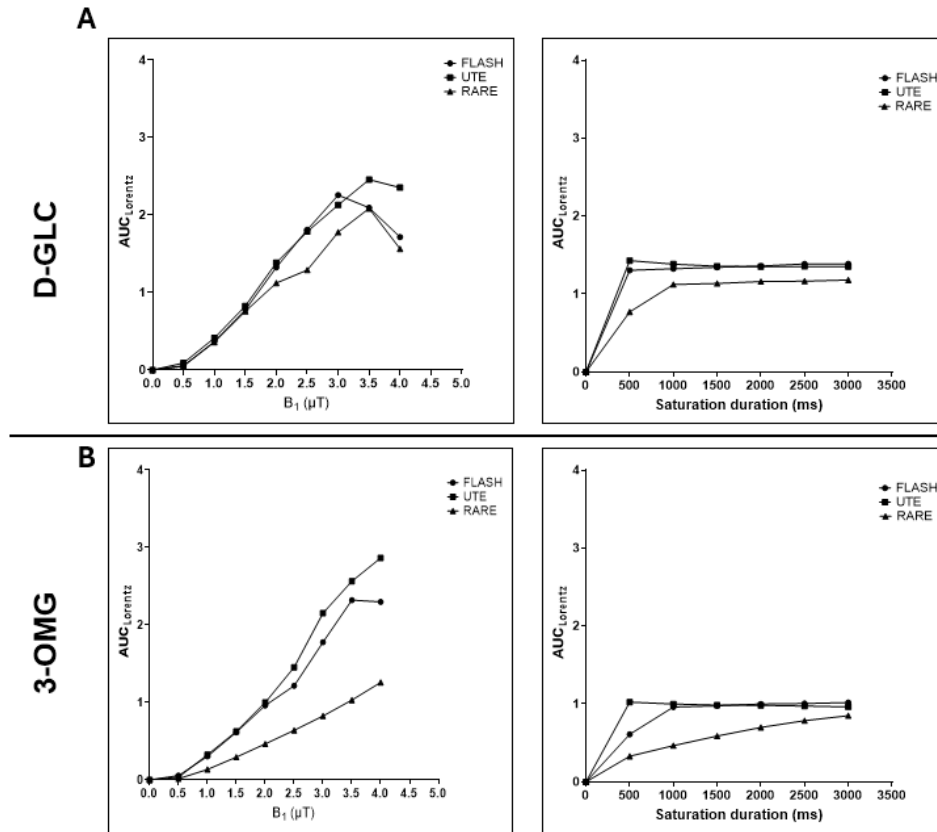 A
D-GLC
AUCLorentz
4
3
2
1
0
FLASH
UTE
RARE
0.0 0.5 1.0 1.5 2.0 2.5 3.0 3.5 4.0 4.5 5.0
B1 (µT)
AUCLorentz
4
3
2
1
0
FLASH
UTE
RARE
0 500 1000 1500 2000 2500 3000 3500
Saturation duration (ms)
B
3-OMG
AUCLorentz
4
3
2
1
0
FLASH
UTE
RARE
0.0 0.5 1.0 1.5 2.0 2.5 3.0 3.5 4.0 4.5 5.0
B1 (µT)
AUCLorentz
4
3
2
1
0
FLASH
UTE
RARE
0 500 1000 1500 2000 2500 3000 3500
Saturation duration (ms)